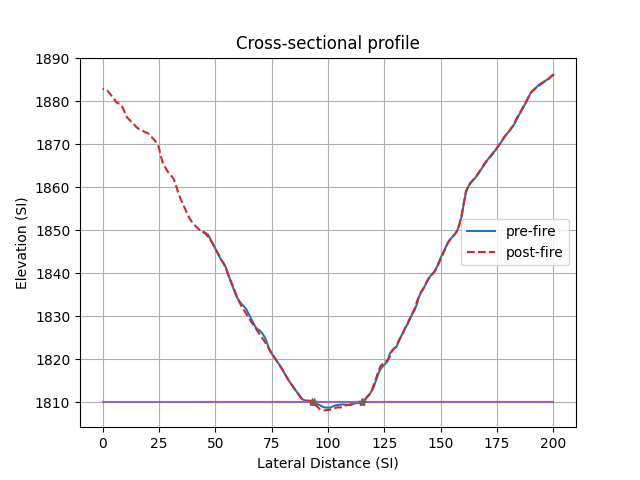 Cross-sectional profile
Elevation (SI)
1890
1880
1870
1860
1850
1840
1830
1820
1810
pre-fire
post-fire
0 25 50 75 100 125 150 175 200
Lateral Distance (SI)